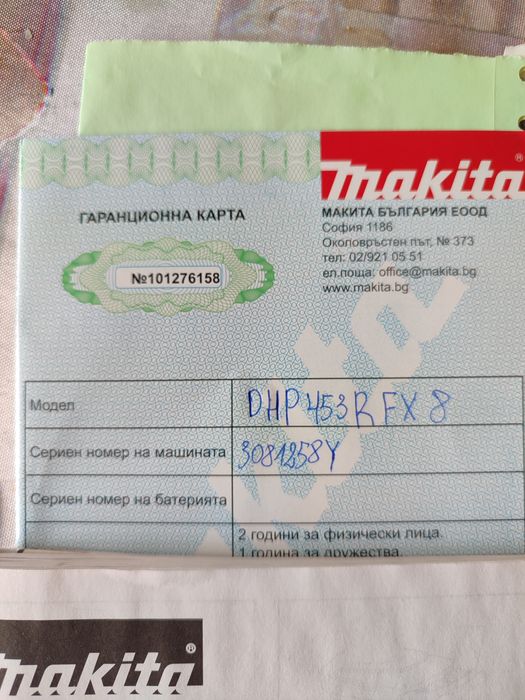 makita®
ГАРАНЦИОННА КАРТА
№101276158
МАКИТА БЪЛГАРИЯ ЕООД
София 1186
Околовръстен път, № 373
тел: 02/921 05 51
ел.поща: office@makita.bg
www.makita.bg
Модел DHP453RFX8
Сериен номер на машината 3081258Y
Сериен номер на батерията
2 години за физически лица.
1 година за дружества.
makita®